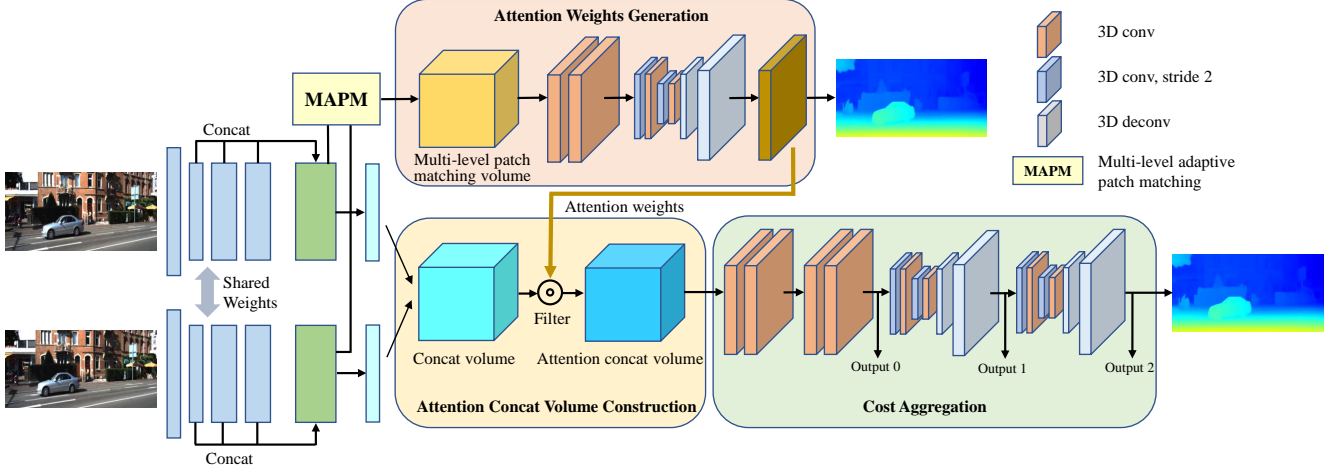 Attention Weights Generation
MAPM
Multi-level patch
matching volume
3D conv
3D conv, stride 2
3D deconv
MAPM
Multi-level adaptive
patch matching
Concat
Shared
Weights
Concat
Attention weights
Concat volume
Filter
Attention concat volume
Attention Concat Volume Construction
Output 0
Output 1
Output 2
Cost Aggregation